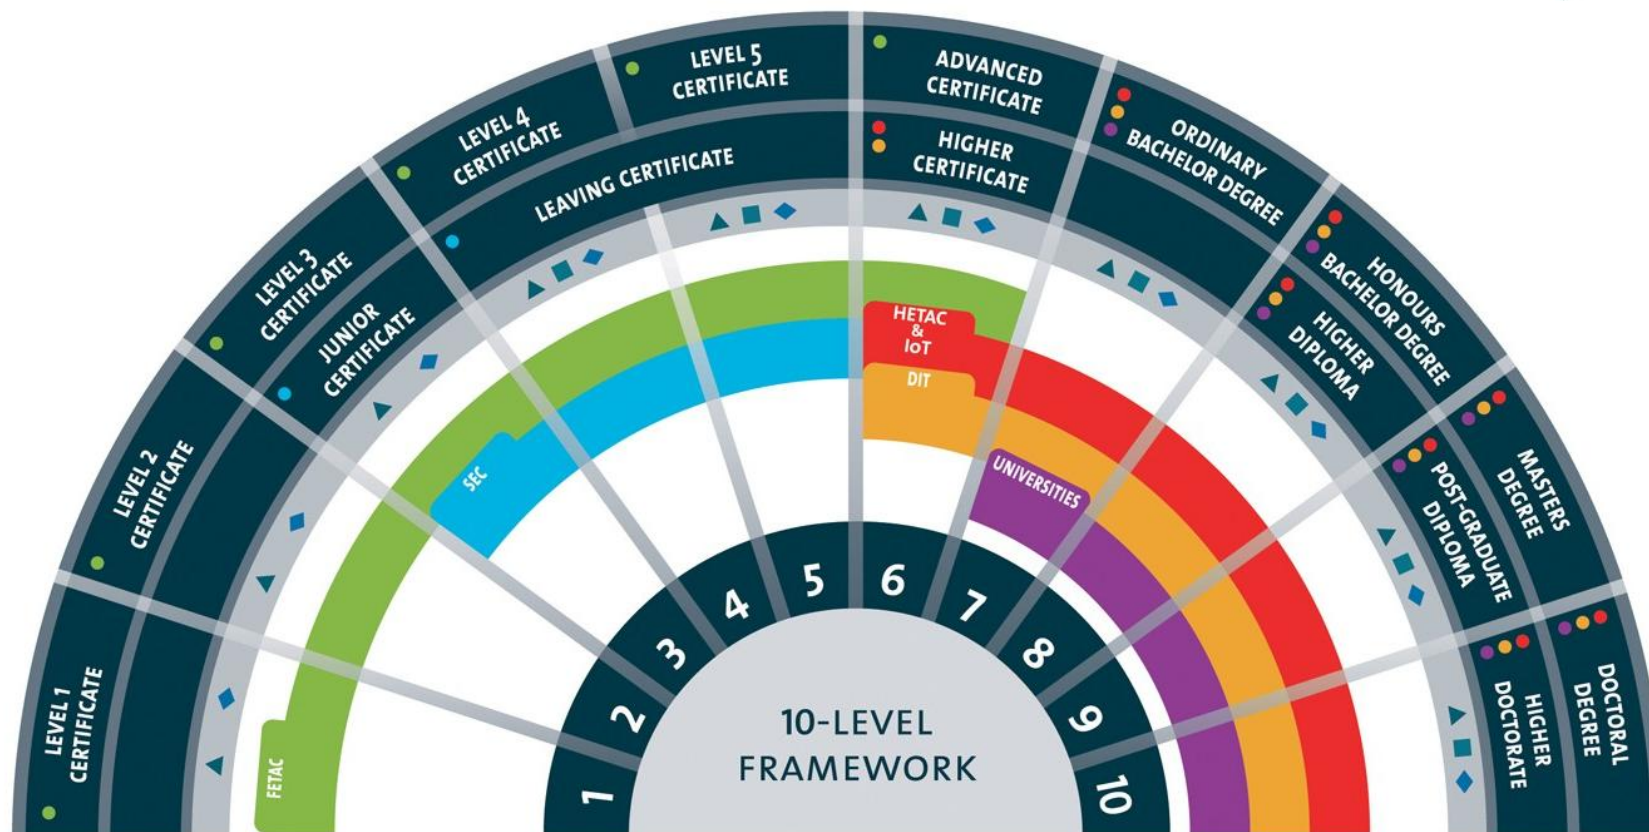 LEVEL 1
CERTIFICATE
LEVEL 2
CERTIFICATE
LEVEL 3
CERTIFICATE
JUNIOR
CERTIFICATE
LEVEL 4
CERTIFICATE
LEVEL 5
CERTIFICATE
LEAVING CERTIFICATE
ADVANCED
CERTIFICATE
HIGHER
CERTIFICATE
ORDINARY
BACHELOR DEGREE
HONOURS
BACHELOR DEGREE
HIGHER
DIPLOMA
MASTERS
DEGREE
POST-GRADUATE
DIPLOMA
DOCTORAL
DEGREE
HIGHER
DOCTORATE
FETAC
SEC
HETAC
&
IoT
DIT
UNIVERSITIES
1
2
3
4
5
6
7
8
9
10
10-LEVEL
FRAMEWORK